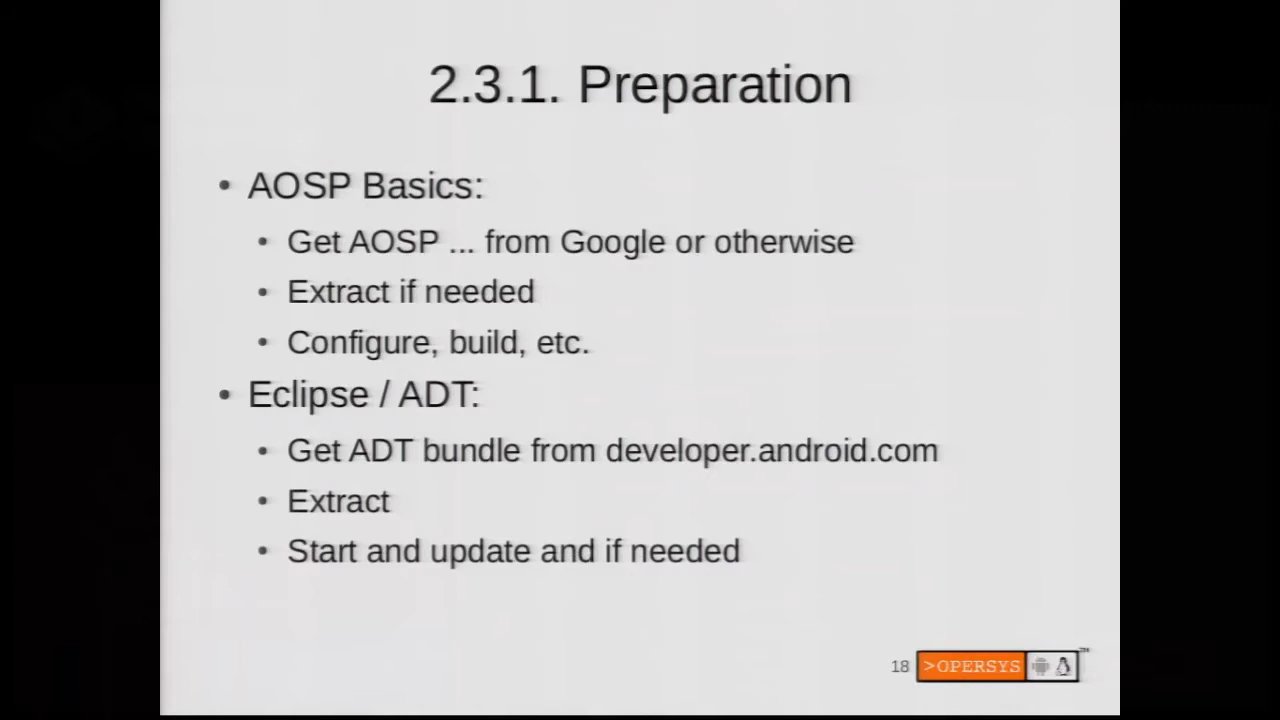 2.3.1. Preparation
• AOSP Basics:
• Get AOSP ... from Google or otherwise
• Extract if needed
• Configure, build, etc.
• Eclipse / ADT:
• Get ADT bundle from developer.android.com
• Extract
• Start and update and if needed
18
>OPERSYS
™